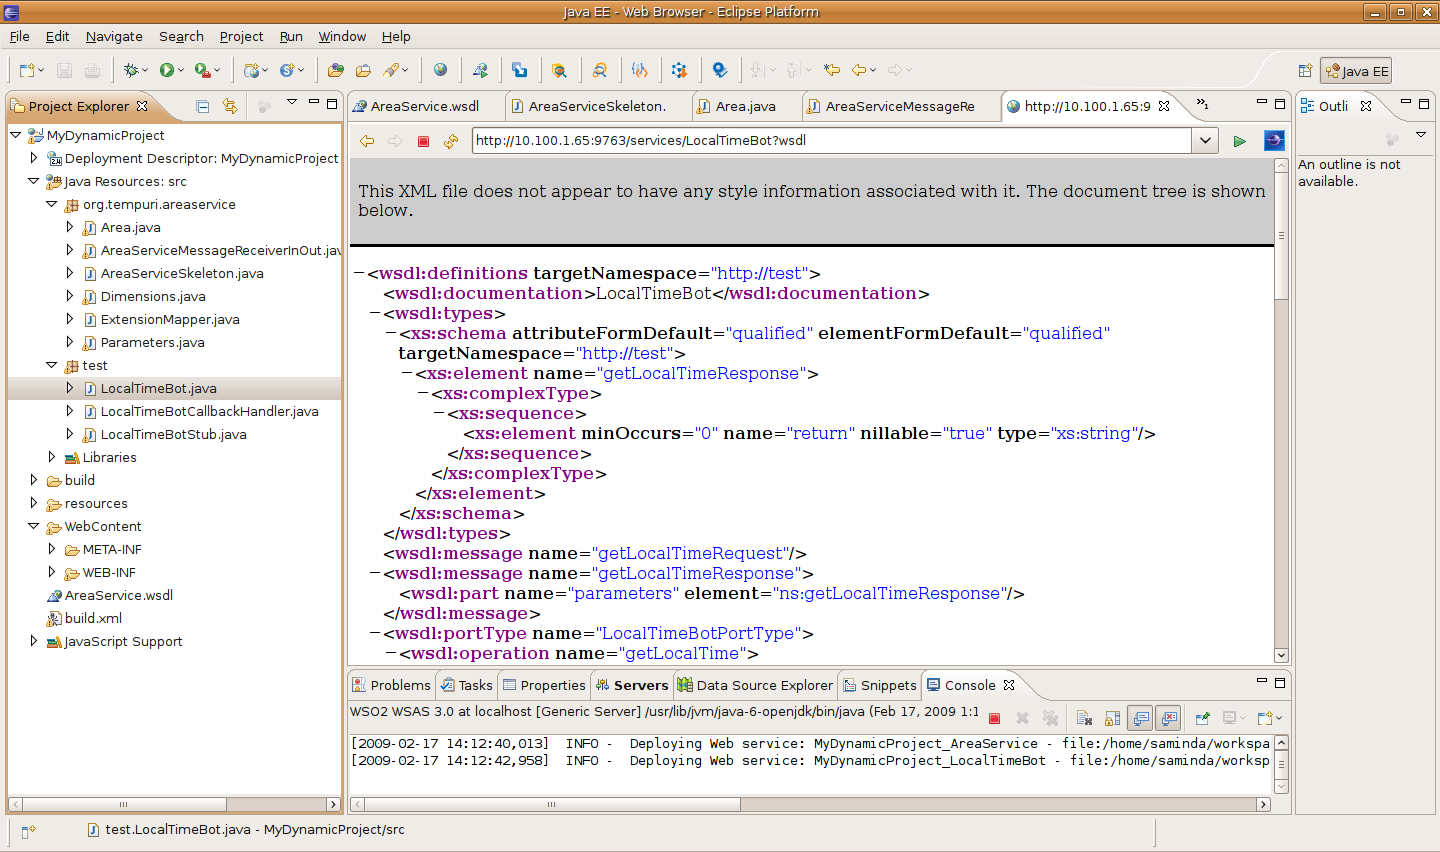 Java EE - Web Browser - Eclipse Platform
File Edit Navigate Search Project Run Window Help
Java EE
Project Explorer
MyDynamicProject
Deployment Descriptor: MyDynamicProject
Java Resources: src
org.tempuri.areaservice
Area.java
AreaServiceMessageReceiverInOut.jav
AreaServiceSkeleton.java
Dimensions.java
ExtensionMapper.java
Parameters.java
test
LocalTimeBot.java
LocalTimeBotCallbackHandler.java
LocalTimeBotStub.java
Libraries
build
resources
WebContent
META-INF
WEB-INF
AreaService.wsdl
build.xml
JavaScript Support
AreaService.wsdl AreaServiceSkeleton. Area.java AreaServiceMessageRe http://10.100.1.65:9 »1
http://10.100.1.65:9763/services/LocalTimeBot?wsdl
This XML file does not appear to have any style information associated with it. The document tree is shown
below.
−<wsdl:definitions targetNamespace="http://test">
<wsdl:documentation>LocalTimeBot</wsdl:documentation>
−<wsdl:types>
−<xs:schema attributeFormDefault="qualified" elementFormDefault="qualified"
targetNamespace="http://test">
−<xs:element name="getLocalTimeResponse">
−<xs:complexType>
−<xs:sequence>
<xs:element minOccurs="0" name="return" nillable="true" type="xs:string"/>
</xs:sequence>
</xs:complexType>
</xs:element>
</xs:schema>
</wsdl:types>
<wsdl:message name="getLocalTimeRequest"/>
−<wsdl:message name="getLocalTimeResponse">
<wsdl:part name="parameters" element="ns:getLocalTimeResponse"/>
</wsdl:message>
−<wsdl:portType name="LocalTimeBotPortType">
−<wsdl:operation name="getLocalTime">
Outli
An outline is not
available.
Problems Tasks Properties Servers Data Source Explorer Snippets Console
WSO2 WSAS 3.0 at localhost [Generic Server] /usr/lib/jvm/java-6-openjdk/bin/java (Feb 17, 2009 1:1
[2009-02-17 14:12:40,013]  INFO -  Deploying Web service: MyDynamicProject_AreaService - file:/home/saminda/workspa
[2009-02-17 14:12:42,958]  INFO -  Deploying Web service: MyDynamicProject_LocalTimeBot - file:/home/saminda/worksp
test.LocalTimeBot.java - MyDynamicProject/src